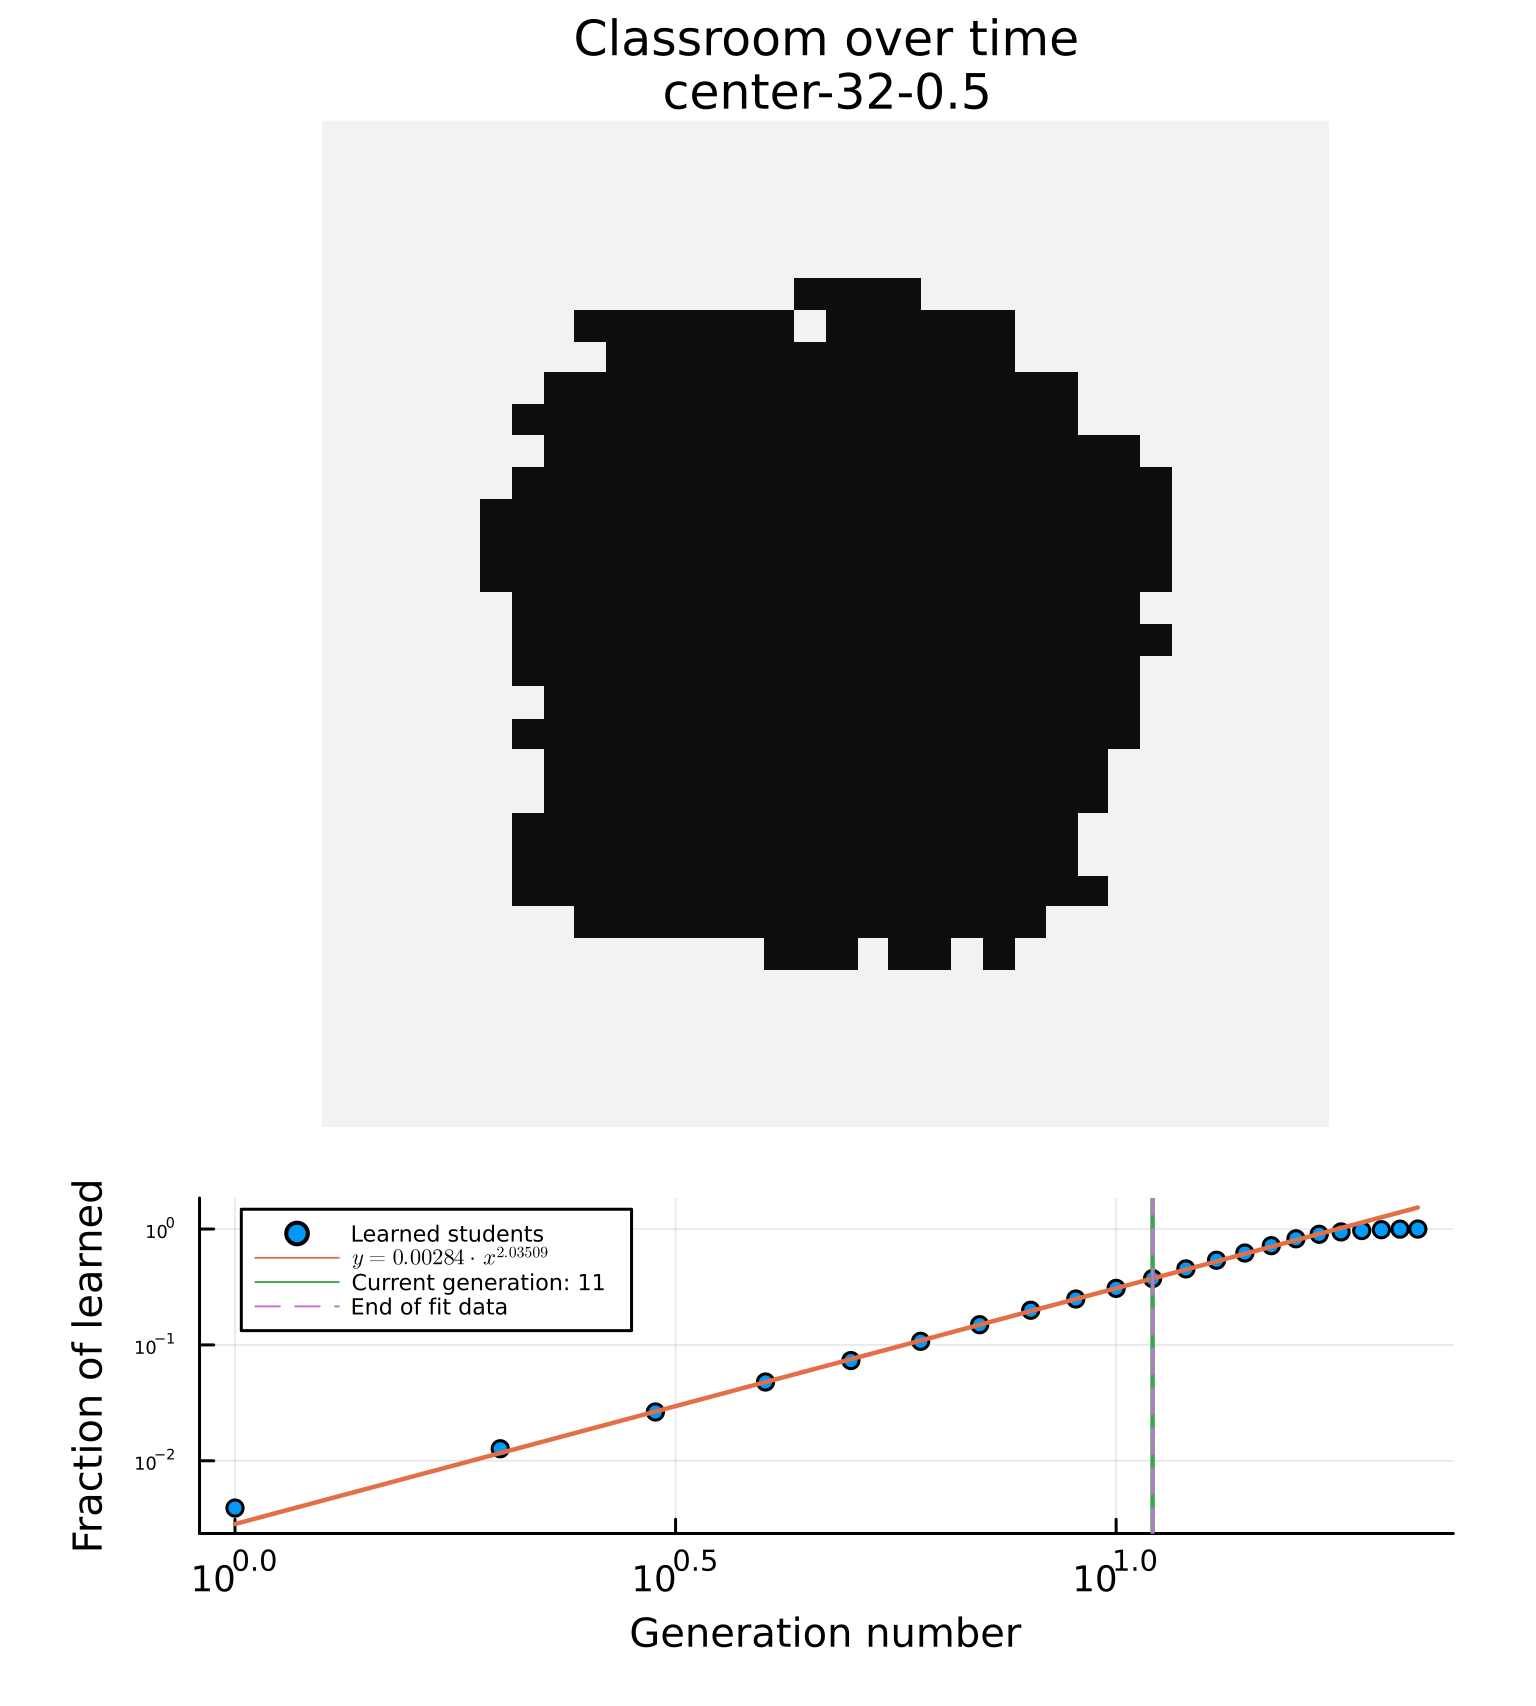 Classroom over time
center-32-0.5
Fraction of learned
10⁰
10⁻¹
10⁻²
Learned students
y = 0.00284 · x^2.03509
Current generation: 11
End of fit data
10^0.0
10^0.5
10^1.0
Generation number